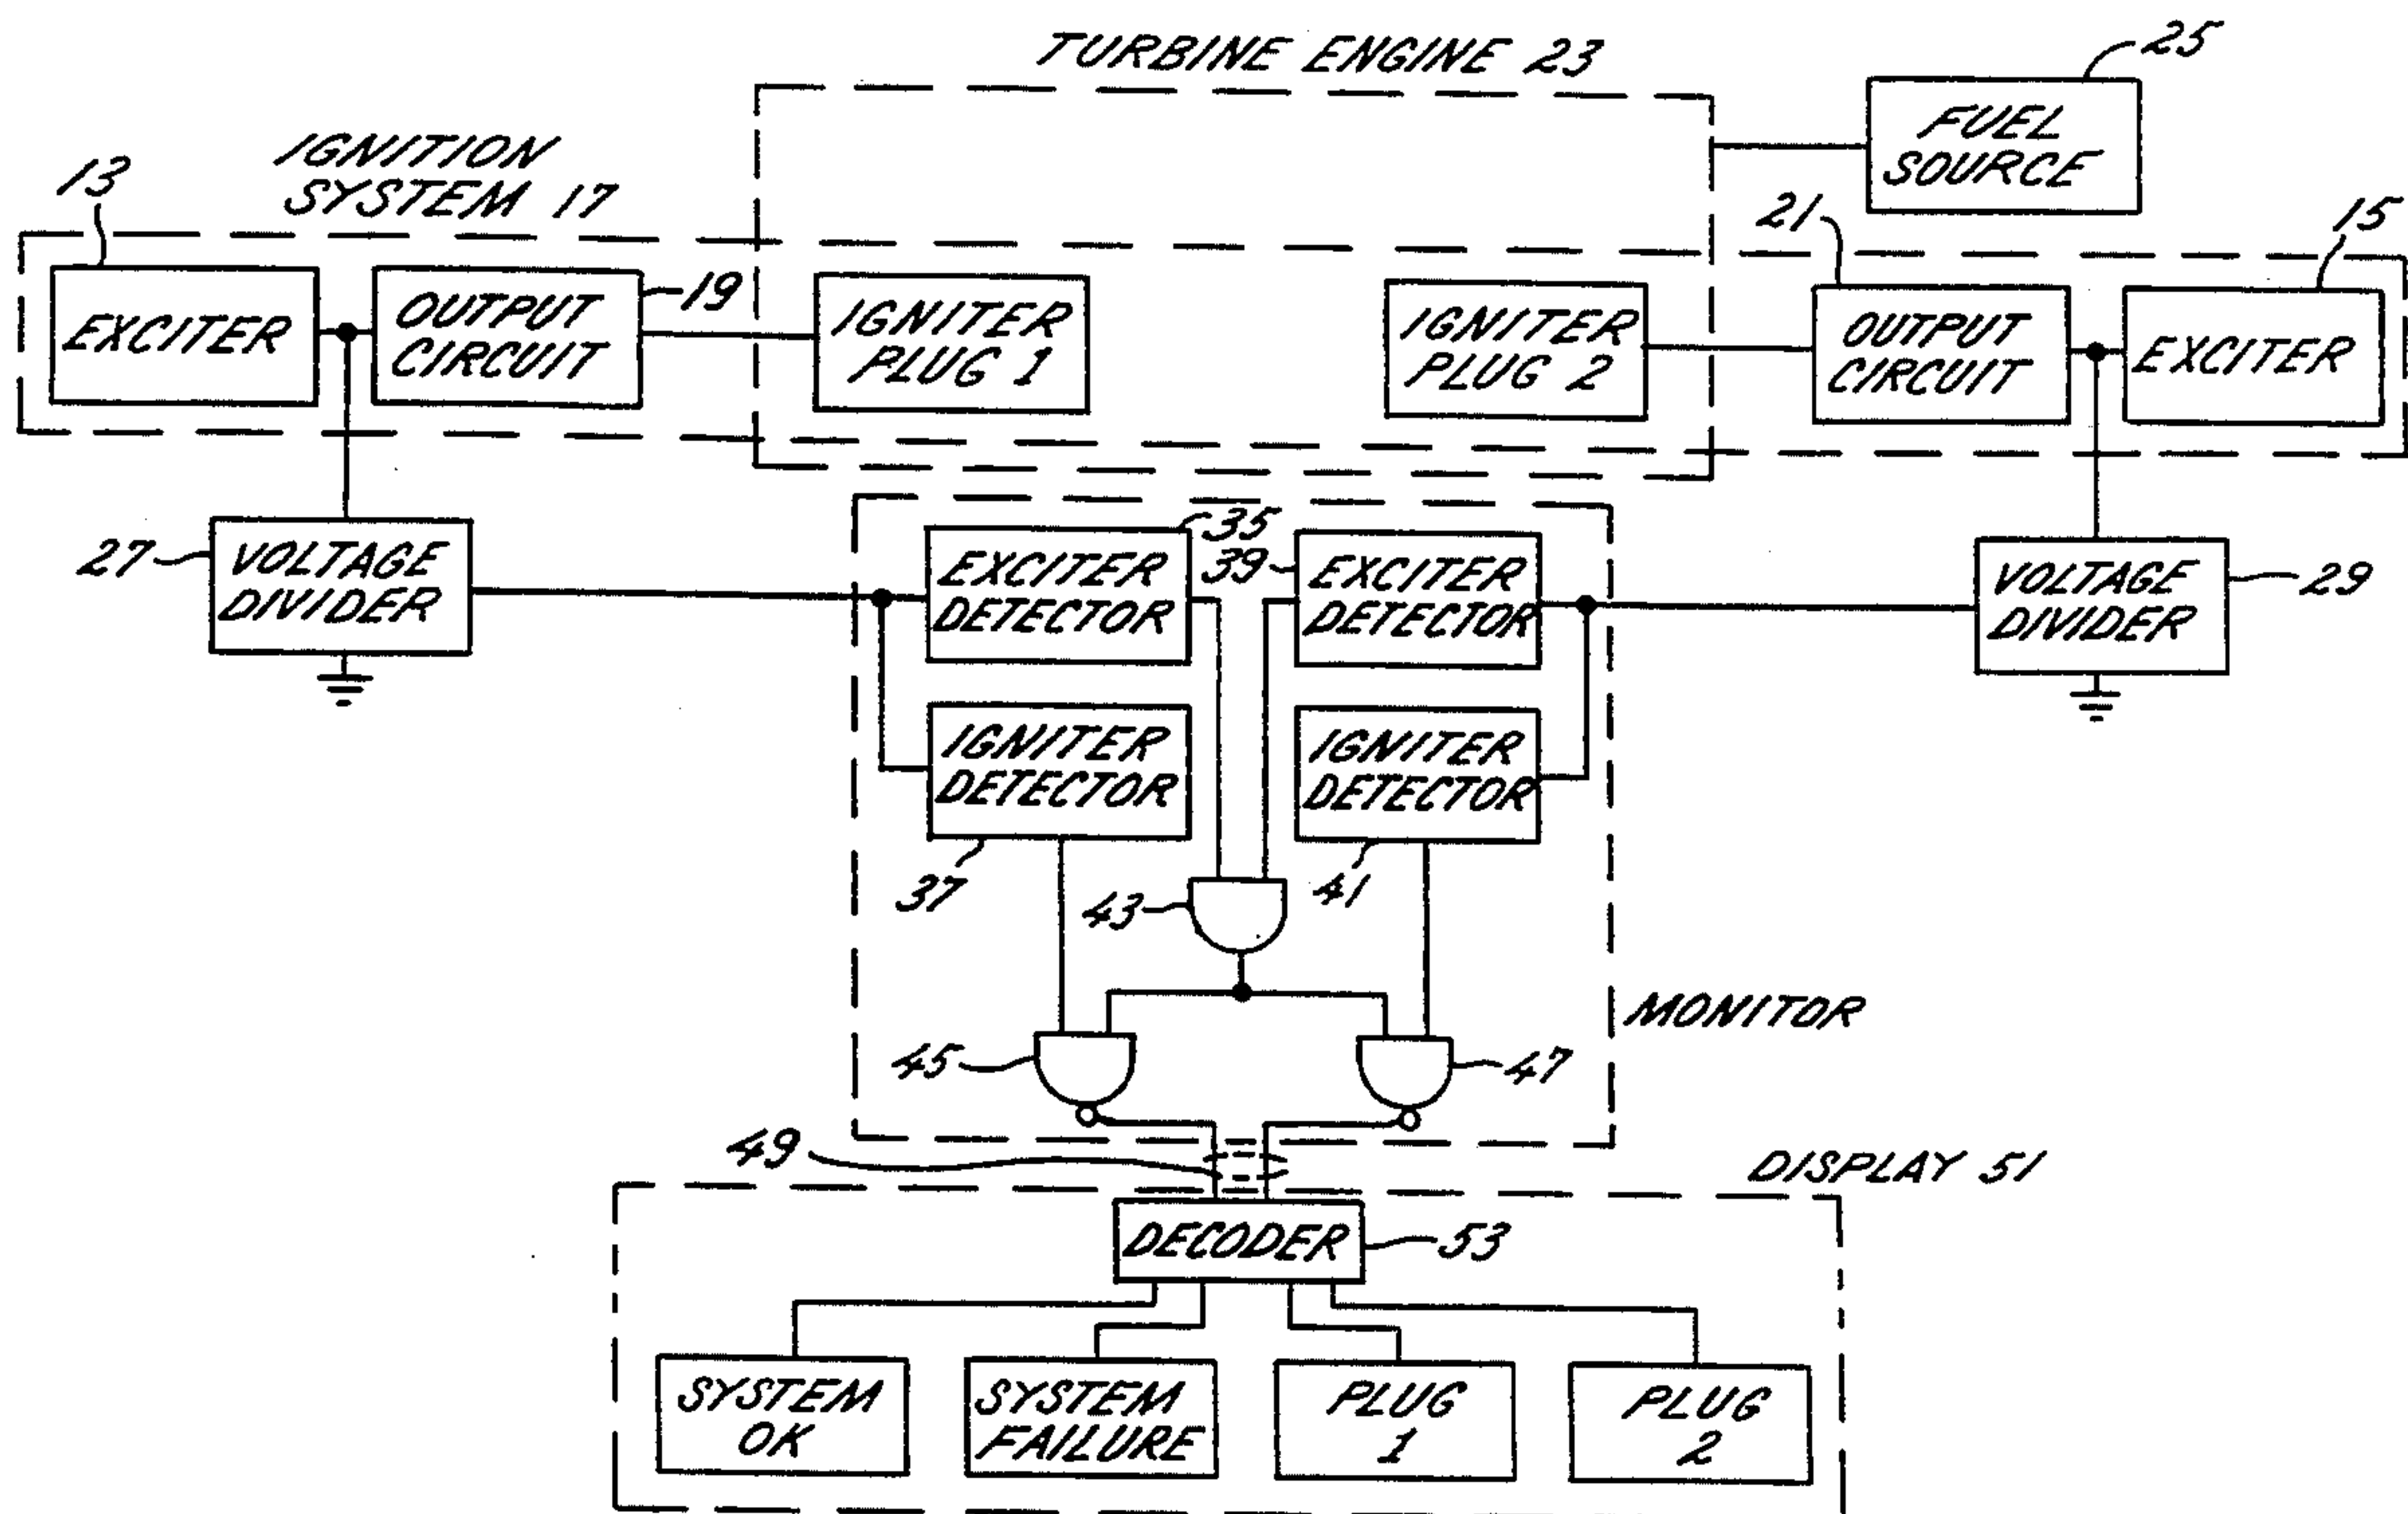 TURBINE ENGINE 23
25
FUEL
SOURCE
IGNITION
SYSTEM 17
13
21
15
EXCITER
OUTPUT
CIRCUIT
19
IGNITER
PLUG 1
IGNITER
PLUG 2
OUTPUT
CIRCUIT
EXCITER
27
VOLTAGE
DIVIDER
35
EXCITER
DETECTOR
39
EXCITER
DETECTOR
VOLTAGE
DIVIDER
29
IGNITER
DETECTOR
IGNITER
DETECTOR
37
43
41
MONITOR
45
47
49
DISPLAY 51
DECODER
53
SYSTEM
OK
SYSTEM
FAILURE
PLUG
1
PLUG
2